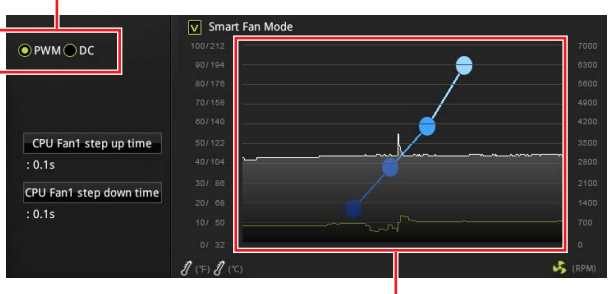 V Smart Fan Mode
PWM DC
100/212 7000
90/194 6300
80/176 5600
70/158 4900
60/140 4200
CPU Fan1 step up time
50/122 3500
: 0.1s
40/104 2800
CPU Fan1 step down time
30/ 86 2100
: 0.1s
20/ 68 1400
10/ 50 700
0/ 32 0
(°F) (°C) (RPM)